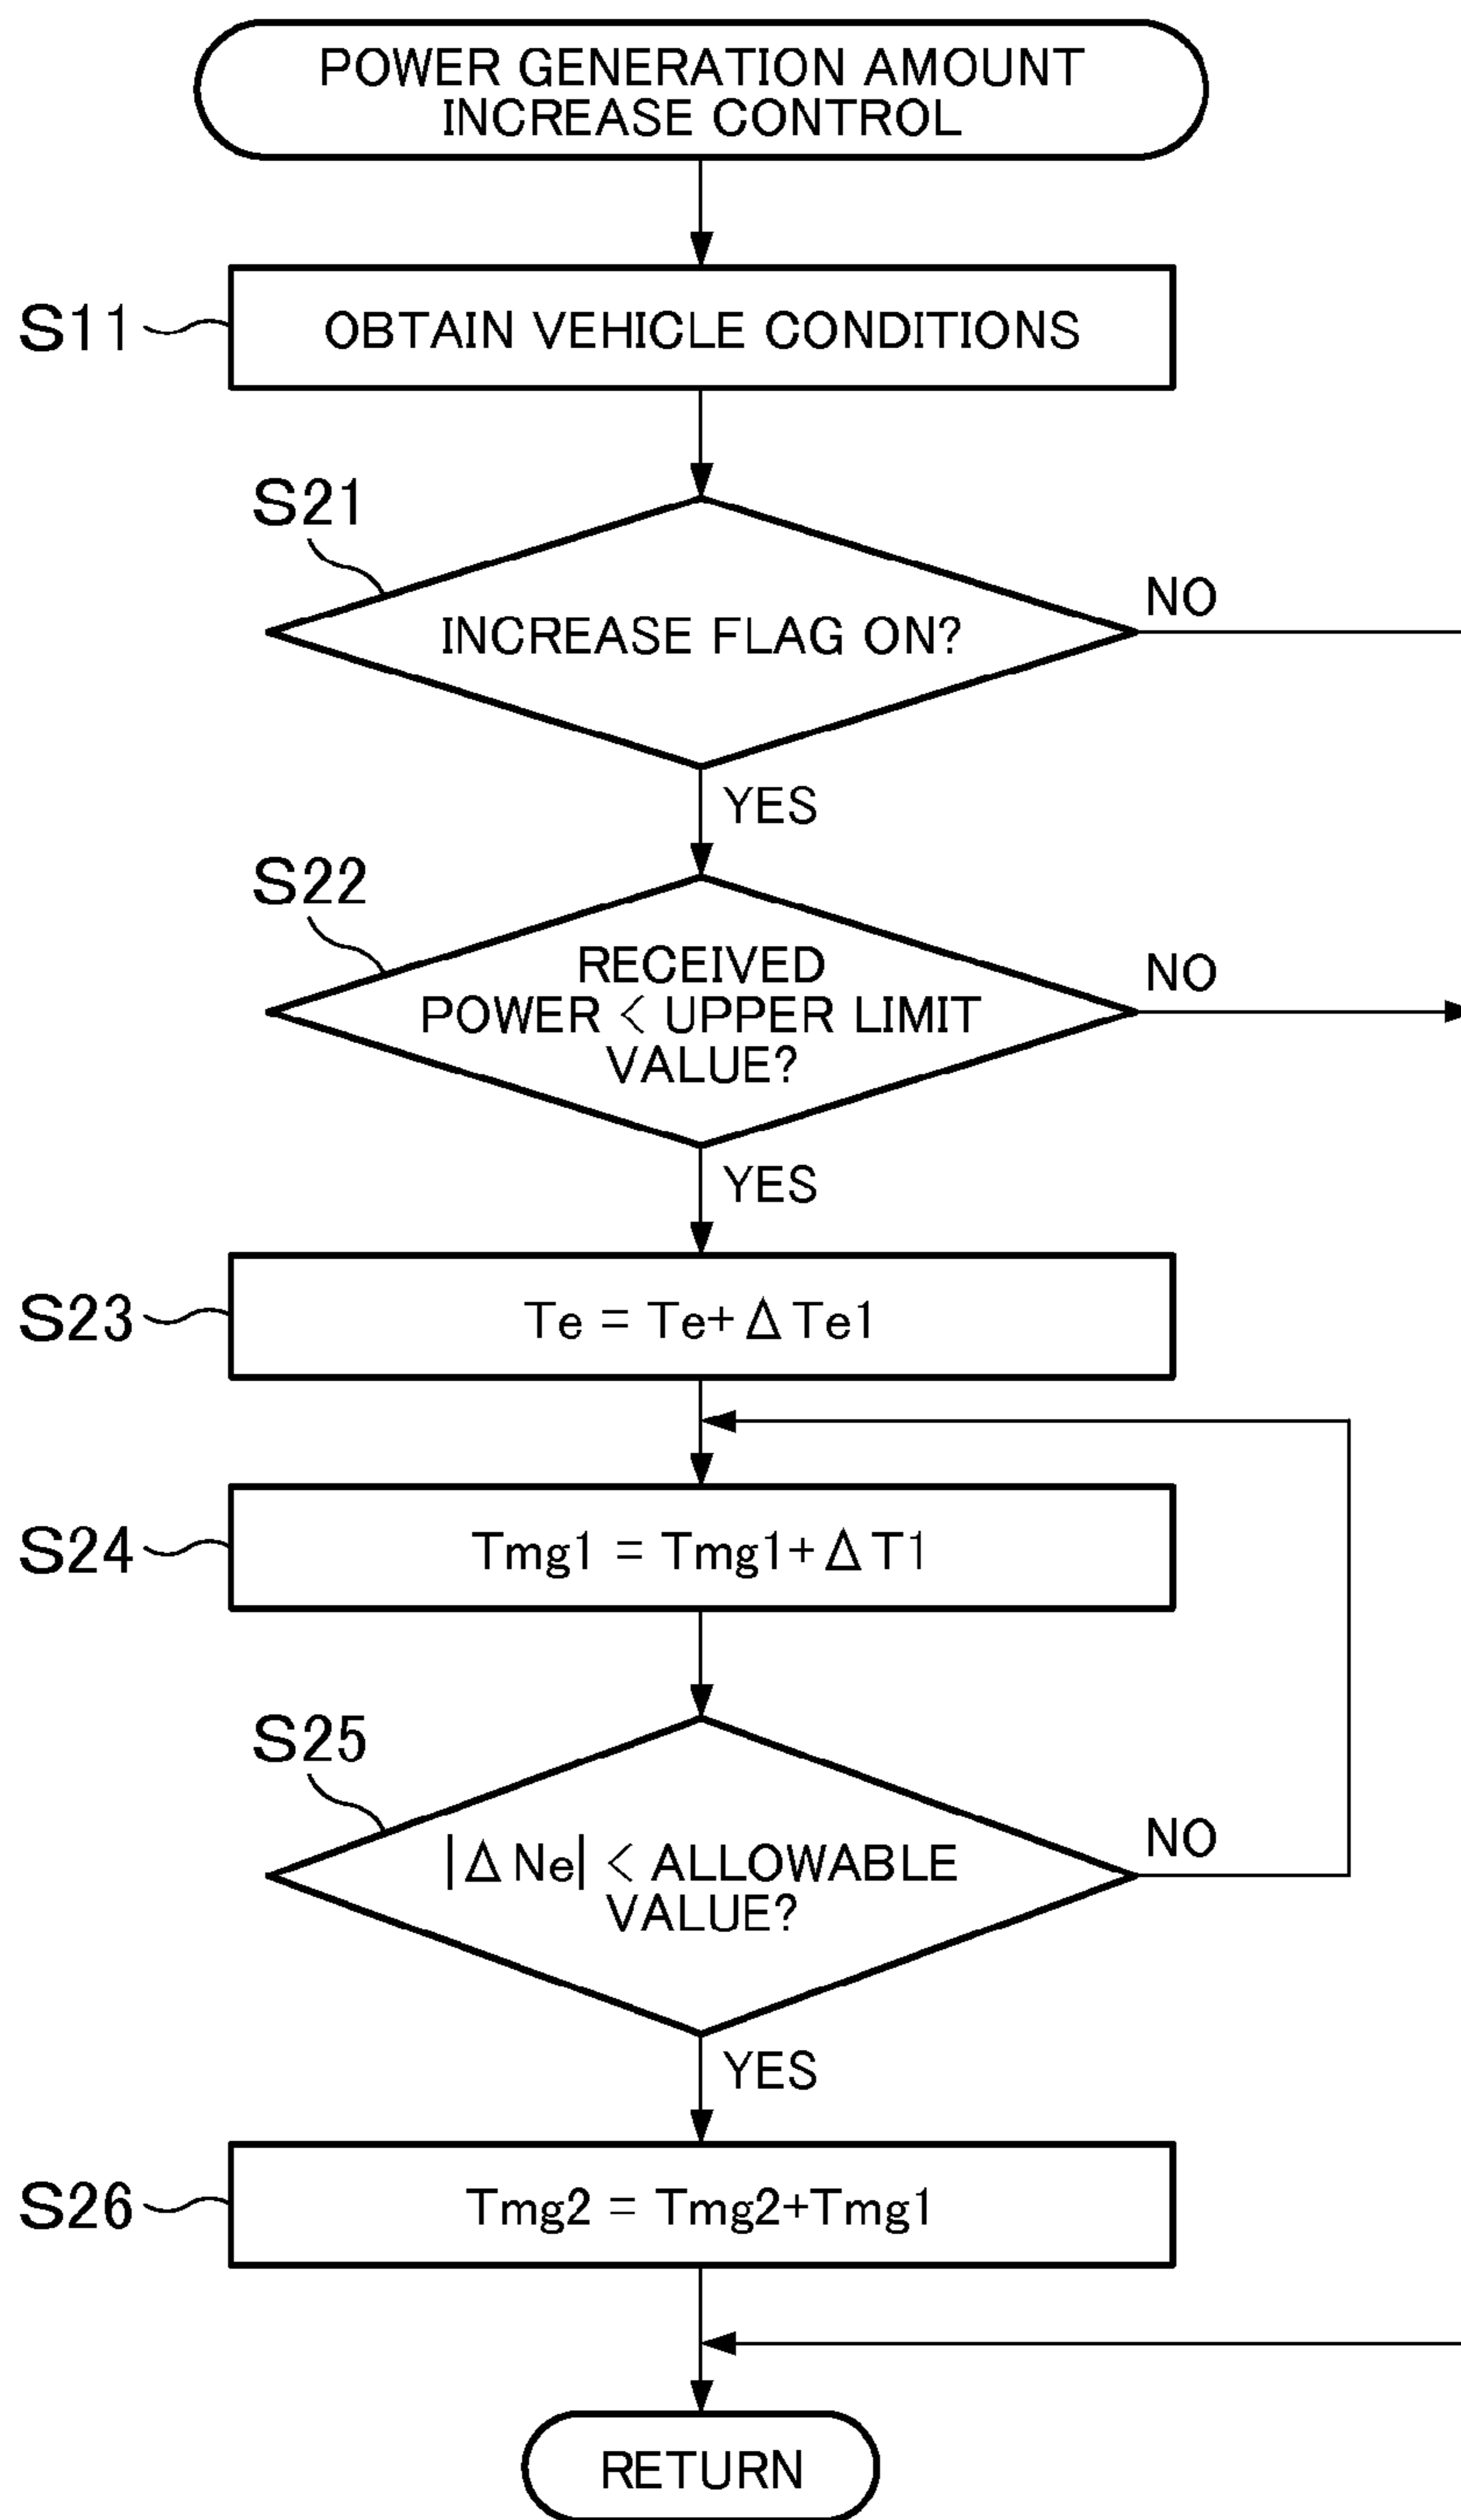 POWER GENERATION AMOUNT
INCREASE CONTROL
S11
OBTAIN VEHICLE CONDITIONS
S21
INCREASE FLAG ON?
NO
YES
S22
RECEIVED
POWER < UPPER LIMIT
VALUE?
NO
YES
S23
Te = Te+ΔTe1
S24
Tmg1 = Tmg1+ΔT1
S25
|ΔNe| < ALLOWABLE
VALUE?
NO
YES
S26
Tmg2 = Tmg2+Tmg1
RETURN